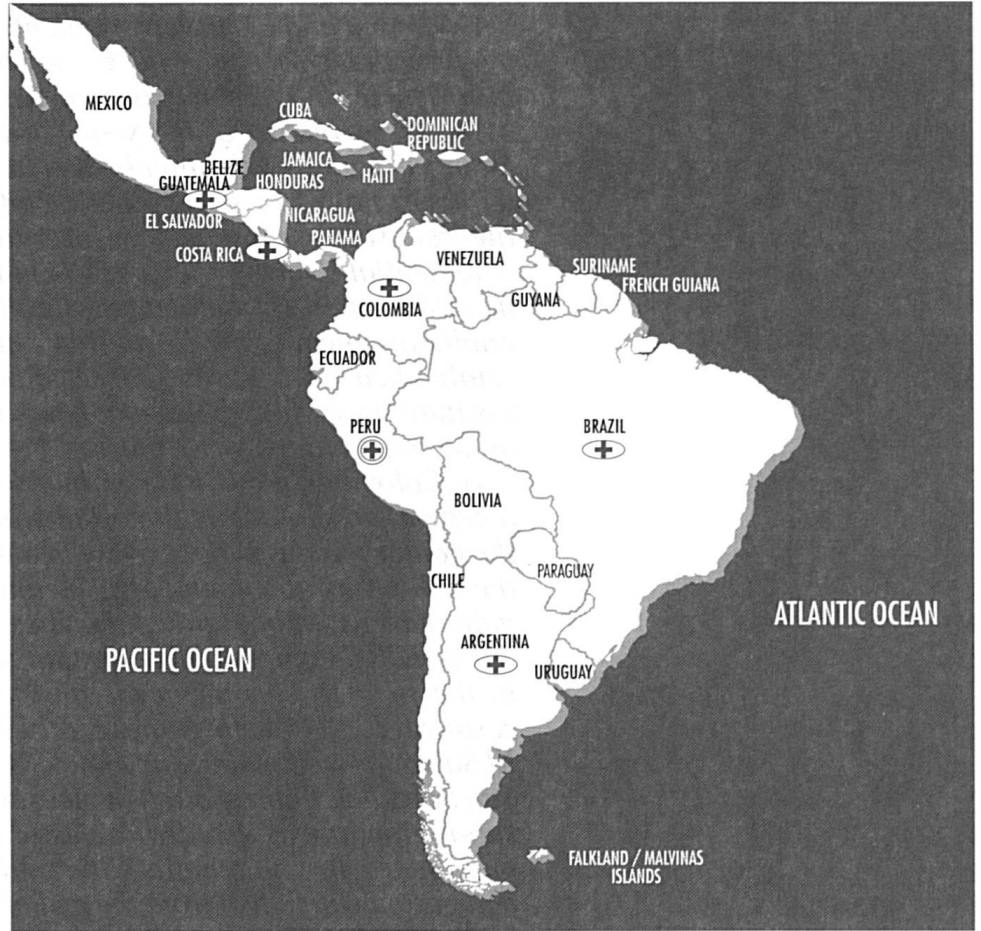 MEXICO
CUBA
DOMINICAN
REPUBLIC
JAMAICA
HAITI
BELIZE
GUATEMALA
HONDURAS
EL SALVADOR
NICARAGUA
COSTA RICA
PANAMA
VENEZUELA
SURINAME
FRENCH GUIANA
GUYANA
COLOMBIA
ECUADOR
PERU
BRAZIL
BOLIVIA
CHILE
PARAGUAY
ATLANTIC OCEAN
ARGENTINA
PACIFIC OCEAN
URUGUAY
FALKLAND / MALVINAS
ISLANDS